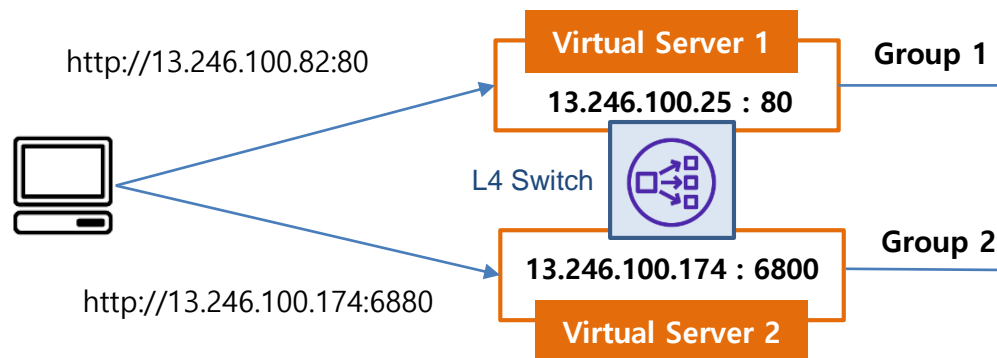 Virtual Server 1
Group 1
http://13.246.100.82:80
13.246.100.25 : 80
L4 Switch
Group 2
13.246.100.174 : 6800
http://13.246.100.174:6880
Virtual Server 2